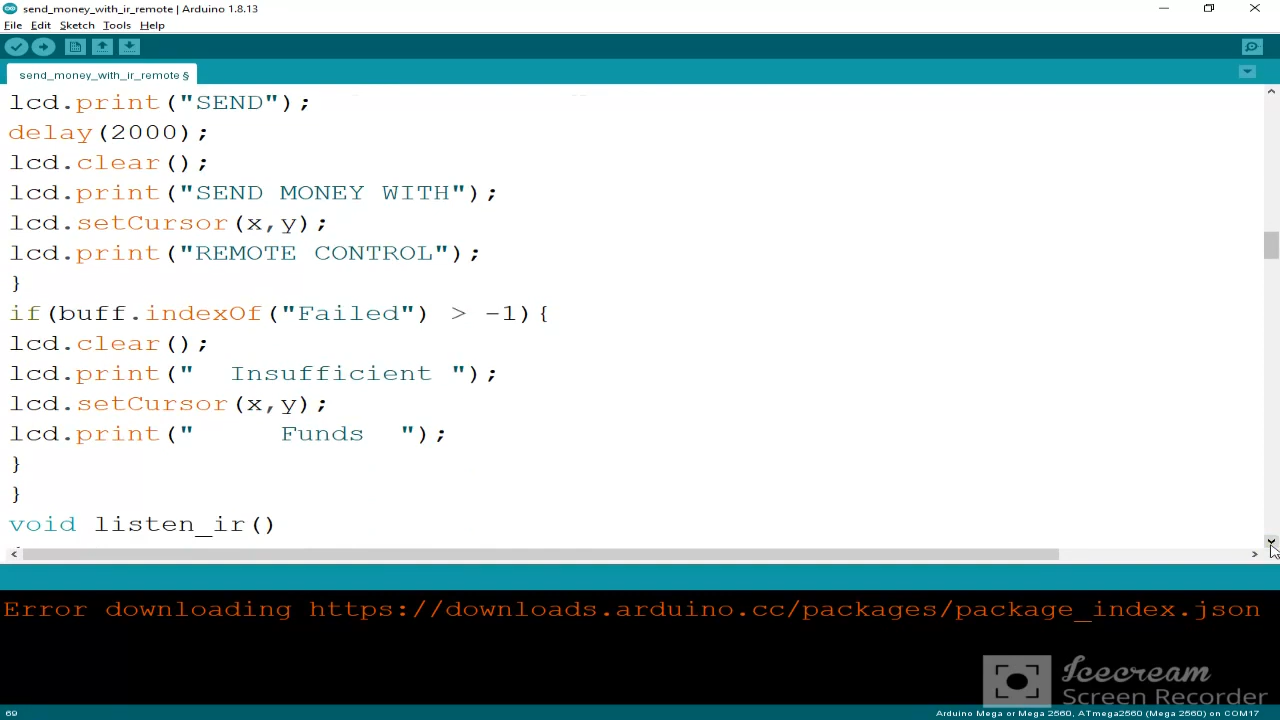 send_money_with_ir_remote | Arduino 1.8.13
File Edit Sketch Tools Help
send_money_with_ir_remote §
lcd.print("SEND");
delay(2000);
lcd.clear();
lcd.print("SEND MONEY WITH");
lcd.setCursor(x,y);
lcd.print("REMOTE CONTROL");
}
if(buff.indexOf("Failed") > -1){
lcd.clear();
lcd.print("  Insufficient ");
lcd.setCursor(x,y);
lcd.print("     Funds  ");
}
}
void listen_ir()
Error downloading https://downloads.arduino.cc/packages/package_index.json
Icecream
Screen Recorder
69
Arduino Mega or Mega 2560, ATmega2560 (Mega 2560) on COM17